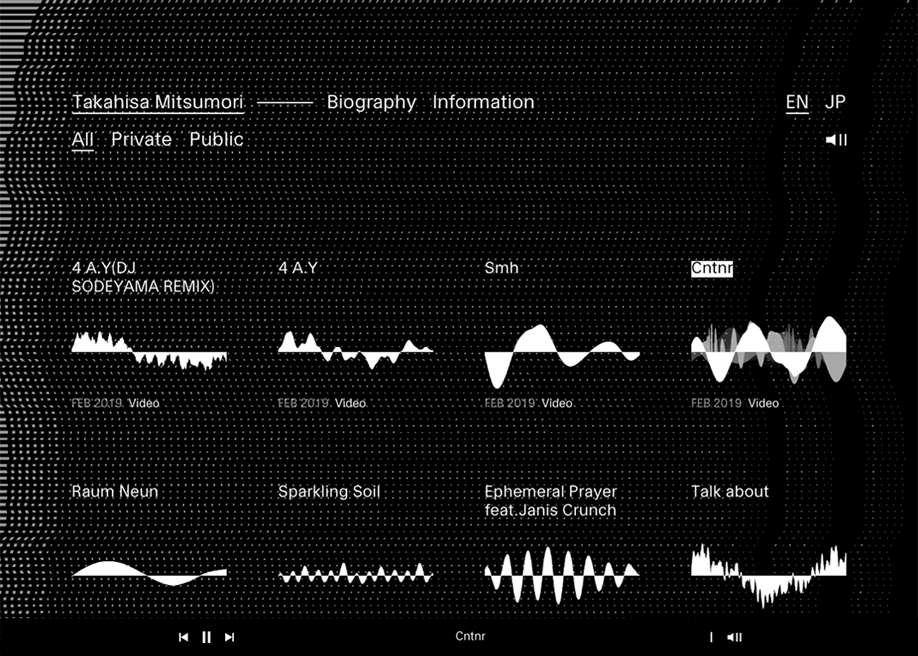 Takahisa Mitsumori Biography Information EN JP
All Private Public
4 A.Y(DJ
SODEYAMA REMIX)
4 A.Y
Smh
Cntnr
FEB 2019 Video
FEB 2019 Video
FEB 2019 Video
FEB 2019 Video
Raum Neun
Sparkling Soil
Ephemeral Prayer
feat.Janis Crunch
Talk about
Cntnr